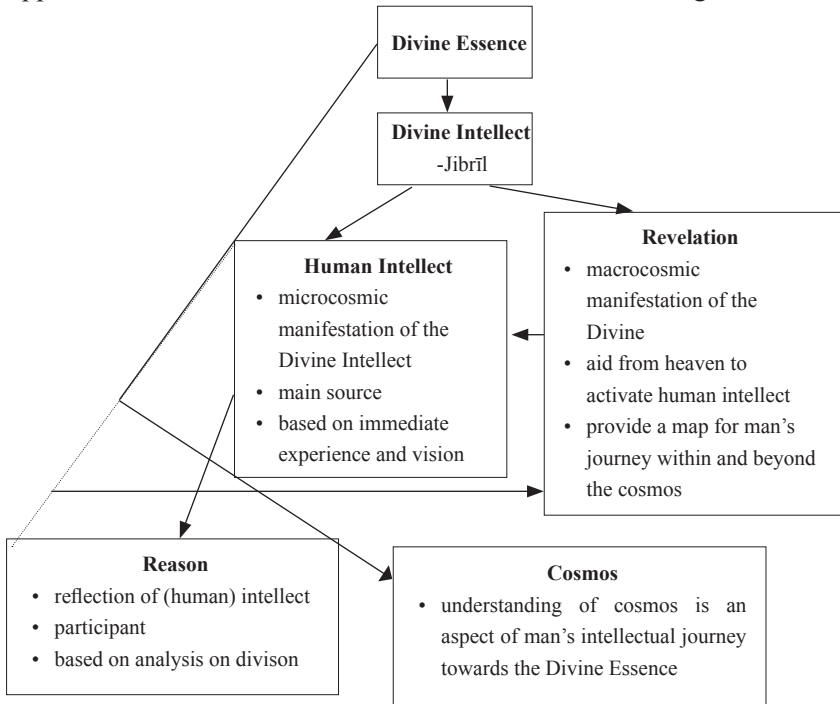 Divine Essence
Divine Intellect
-Jibrīl
Human Intellect
• microcosmic
manifestation of the
Divine Intellect
• main source
• based on immediate
experience and vision
Revelation
• macrocosmic
manifestation of the
Divine
• aid from heaven to
activate human intellect
• provide a map for man’s
journey within and beyond
the cosmos
Reason
• reflection of (human) intellect
• participant
• based on analysis on divison
Cosmos
• understanding of cosmos is an
aspect of man’s intellectual journey
towards the Divine Essence